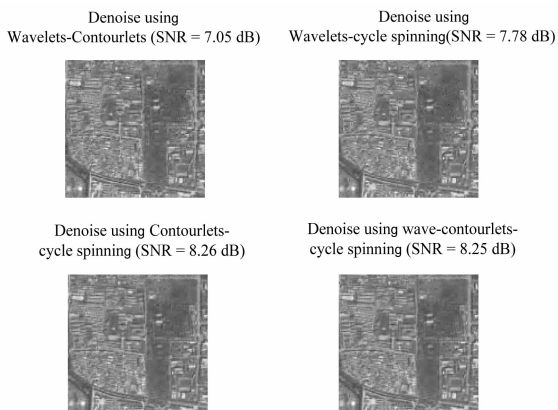 Denoise using
Wavelets-Contourlets (SNR = 7.05 dB)
Denoise using
Wavelets-cycle spinning(SNR = 7.78 dB)
Denoise using Contourlets-
cycle spinning (SNR = 8.26 dB)
Denoise using wave-contourlets-
cycle spinning (SNR = 8.25 dB)